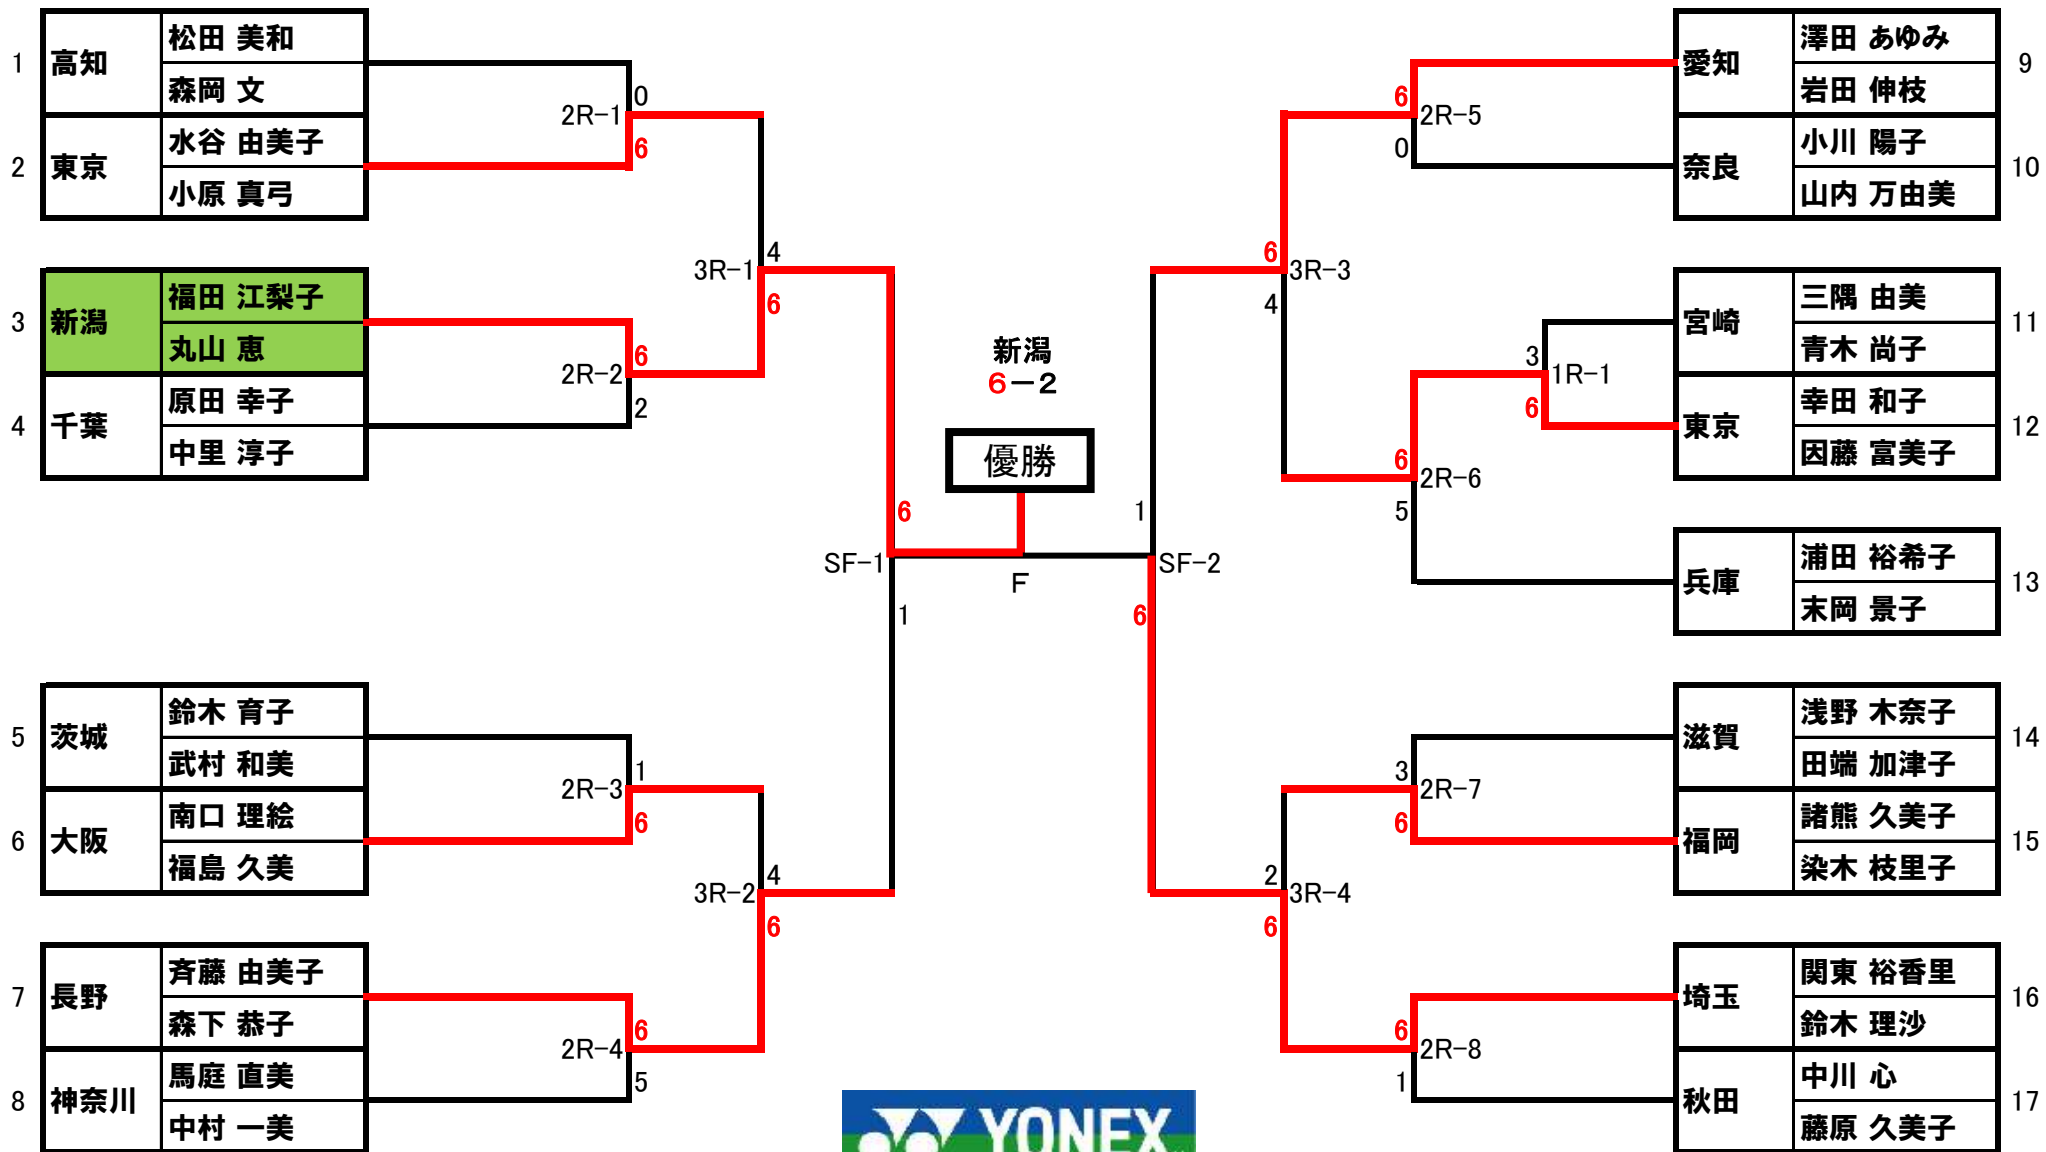 1 高知 松田 美和
森岡 文
2 東京 水谷 由美子
小原 真弓
3 新潟 福田 江梨子
丸山 恵
4 千葉 原田 幸子
中里 淳子
5 茨城 鈴木 育子
武村 和美
6 大阪 南口 理絵
福島 久美
7 長野 斉藤 由美子
森下 恭子
8 神奈川 馬庭 直美
中村 一美
0
2R-1
6
4
3R-1
6
6
2R-2
2
6
SF-1
1
1
2R-3
6
4
3R-2
6
6
2R-4
5
新潟
6-2
優勝
F
YONEX
6
2R-5
0
6
3R-3
4
3
1R-1
6
6
2R-6
5
1
SF-2
6
3
2R-7
6
2
3R-4
6
6
2R-8
1
愛知 澤田 あゆみ 9
岩田 伸枝
奈良 小川 陽子 10
山内 万由美
宮崎 三隅 由美 11
青木 尚子
東京 幸田 和子 12
因藤 富美子
兵庫 浦田 裕希子 13
末岡 景子
滋賀 浅野 木奈子 14
田端 加津子
福岡 諸熊 久美子 15
染木 枝里子
埼玉 関東 裕香里 16
鈴木 理沙
秋田 中川 心 17
藤原 久美子